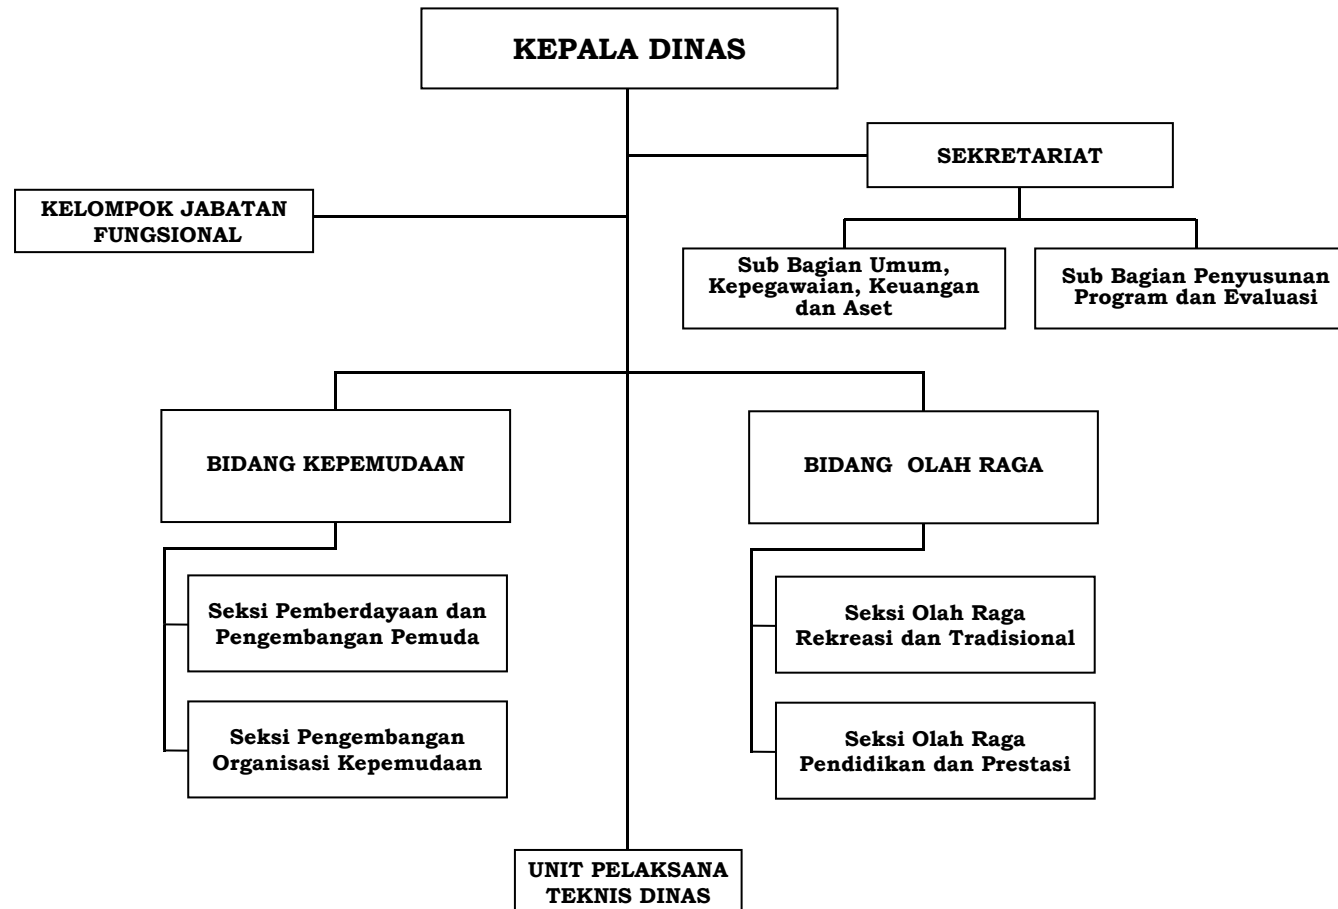 KEPALA DINAS
SEKRETARIAT
KELOMPOK JABATAN
FUNGSIONAL
Sub Bagian Umum,
Kepegawaian, Keuangan
dan Aset
Sub Bagian Penyusunan
Program dan Evaluasi
BIDANG KEPEMUDAAN
BIDANG OLAH RAGA
Seksi Pemberdayaan dan
Pengembangan Pemuda
Seksi Olah Raga
Rekreasi dan Tradisional
Seksi Pengembangan
Organisasi Kepemudaan
Seksi Olah Raga
Pendidikan dan Prestasi
UNIT PELAKSANA
TEKNIS DINAS